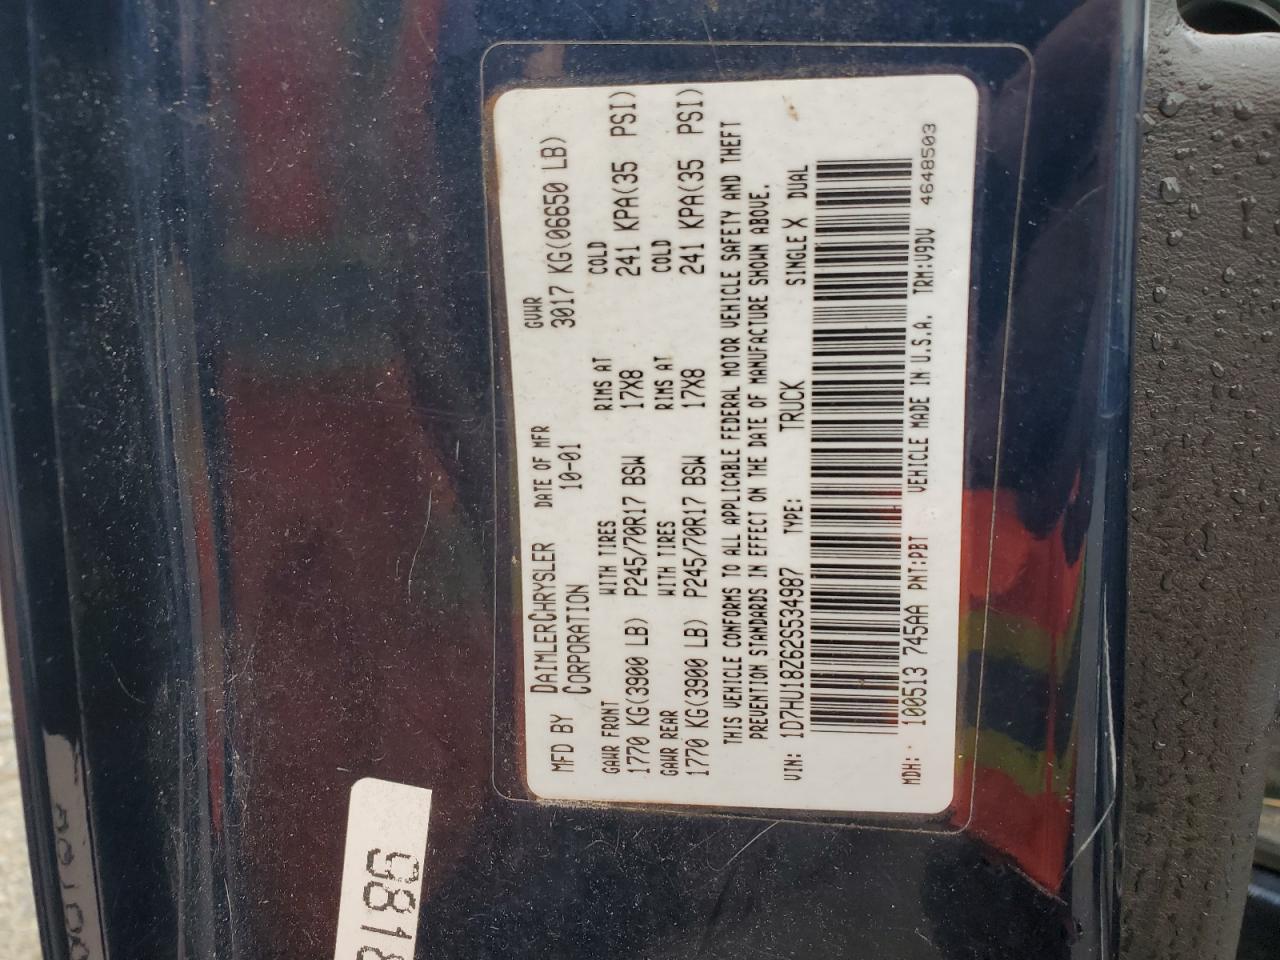 MFD BY DAIMLERCHRYSLER CORPORATION DATE OF MFR 10-01 GVWR 3017 KG(06650 LB)
GAWR FRONT WITH TIRES RIMS AT COLD
1770 KG(3900 LB) P245/70R17 BSW 17X8 241 KPA(35 PSI)
GAWR REAR WITH TIRES RIMS AT COLD
1770 KG(3900 LB) P245/70R17 BSW 17X8 241 KPA(35 PSI)
THIS VEHICLE CONFORMS TO ALL APPLICABLE FEDERAL MOTOR VEHICLE SAFETY AND THEFT
PREVENTION STANDARDS IN EFFECT ON THE DATE OF MANUFACTURE SHOWN ABOVE.
VIN: 1D7HU18Z62S534987 TYPE: TRUCK SINGLE X DUAL
MDH: 100513 745AA PNT:PBT VEHICLE MADE IN U.S.A. TRM:V9DV 4648503